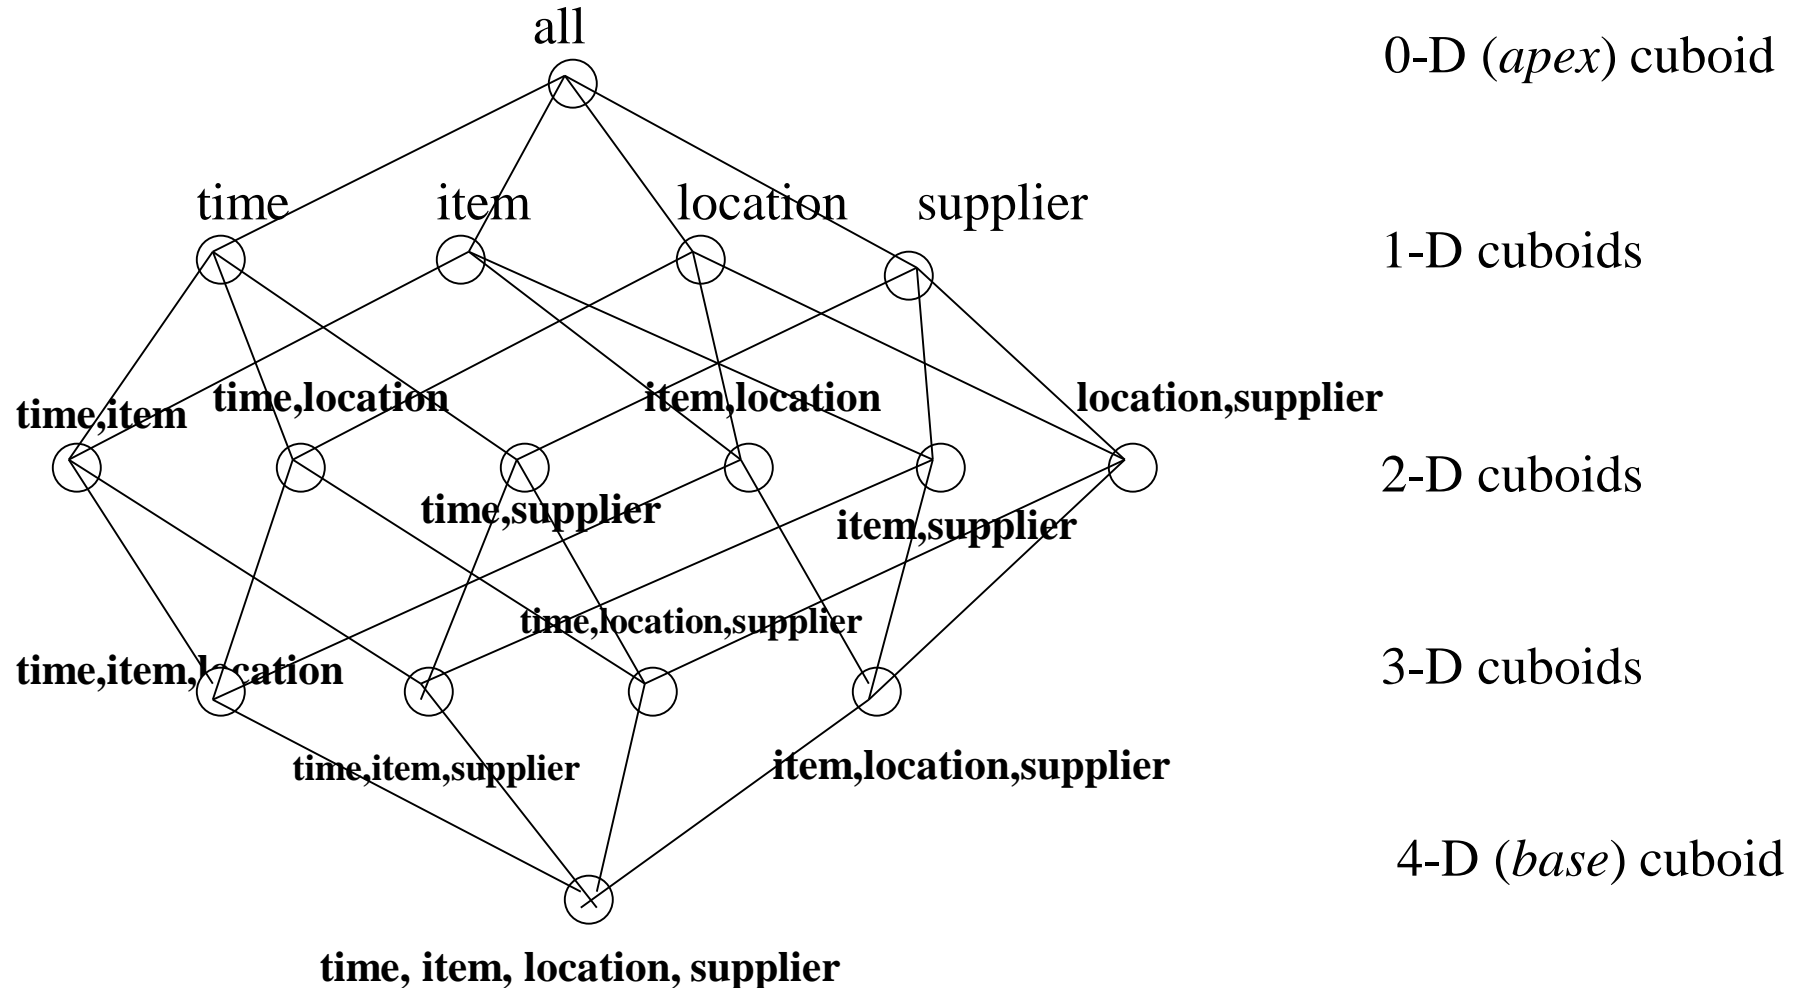 all
0-D (apex) cuboid
time
item
location
supplier
1-D cuboids
time,item
time,location
item,location
location,supplier
2-D cuboids
time,supplier
item,supplier
time,location,supplier
time,item,location
3-D cuboids
time,item,supplier
item,location,supplier
4-D (base) cuboid
time, item, location, supplier